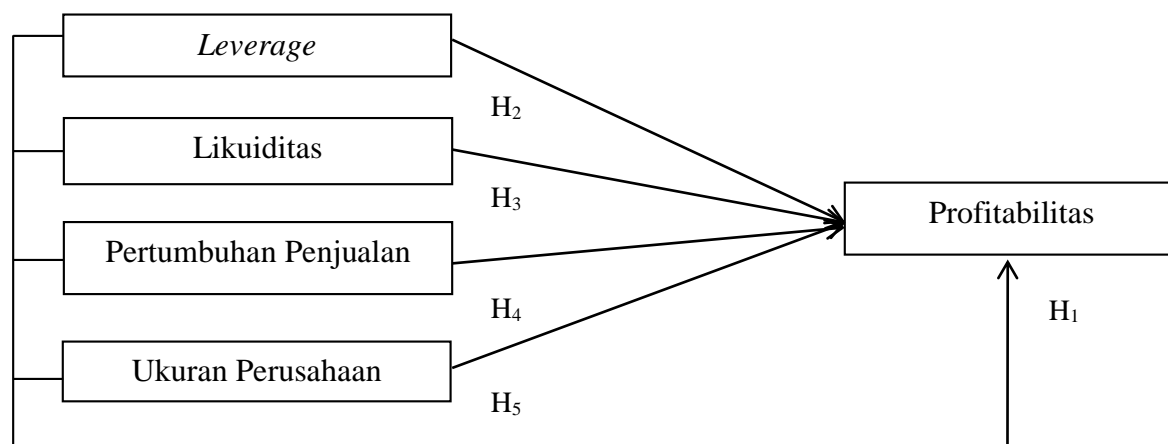 Leverage
H₂
Likuiditas
H₃
Profitabilitas
Pertumbuhan Penjualan
H₄
H₁
Ukuran Perusahaan
H₅